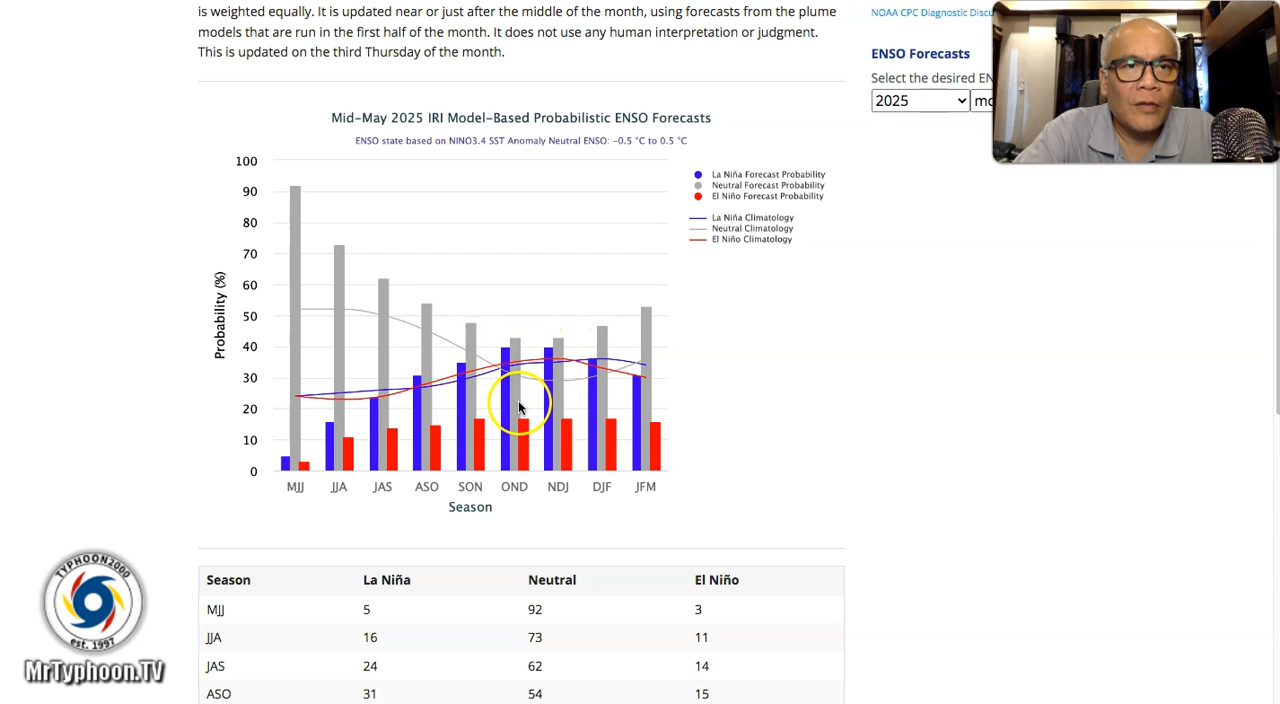 is weighted equally. It is updated near or just after the middle of the month, using forecasts from the plume
models that are run in the first half of the month. It does not use any human interpretation or judgment.
This is updated on the third Thursday of the month.
NOAA CPC Diagnostic Discu
ENSO Forecasts
Select the desired EN
2025
mo
Mid-May 2025 IRI Model-Based Probabilistic ENSO Forecasts
ENSO state based on NINO3.4 SST Anomaly Neutral ENSO: -0.5 °C to 0.5 °C
La Niña Forecast Probability
Neutral Forecast Probability
El Niño Forecast Probability
La Niña Climatology
Neutral Climatology
El Niño Climatology
Probability (%)
100
90
80
70
60
50
40
30
20
10
0
MJJ JJA JAS ASO SON OND NDJ DJF JFM
Season
Season La Niña Neutral El Niño
MJJ 5 92 3
JJA 16 73 11
JAS 24 62 14
ASO 31 54 15
TYPHOON2000
est. 1997
MrTyphoon.TV